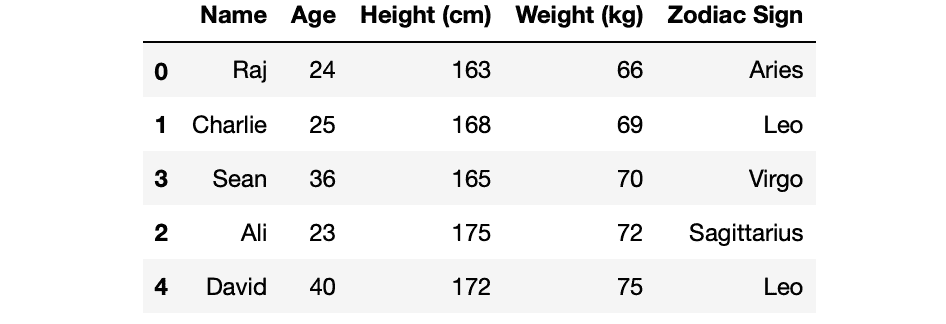 Name Age Height (cm) Weight (kg) Zodiac Sign
0 Raj 24 163 66 Aries
1 Charlie 25 168 69 Leo
3 Sean 36 165 70 Virgo
2 Ali 23 175 72 Sagittarius
4 David 40 172 75 Leo